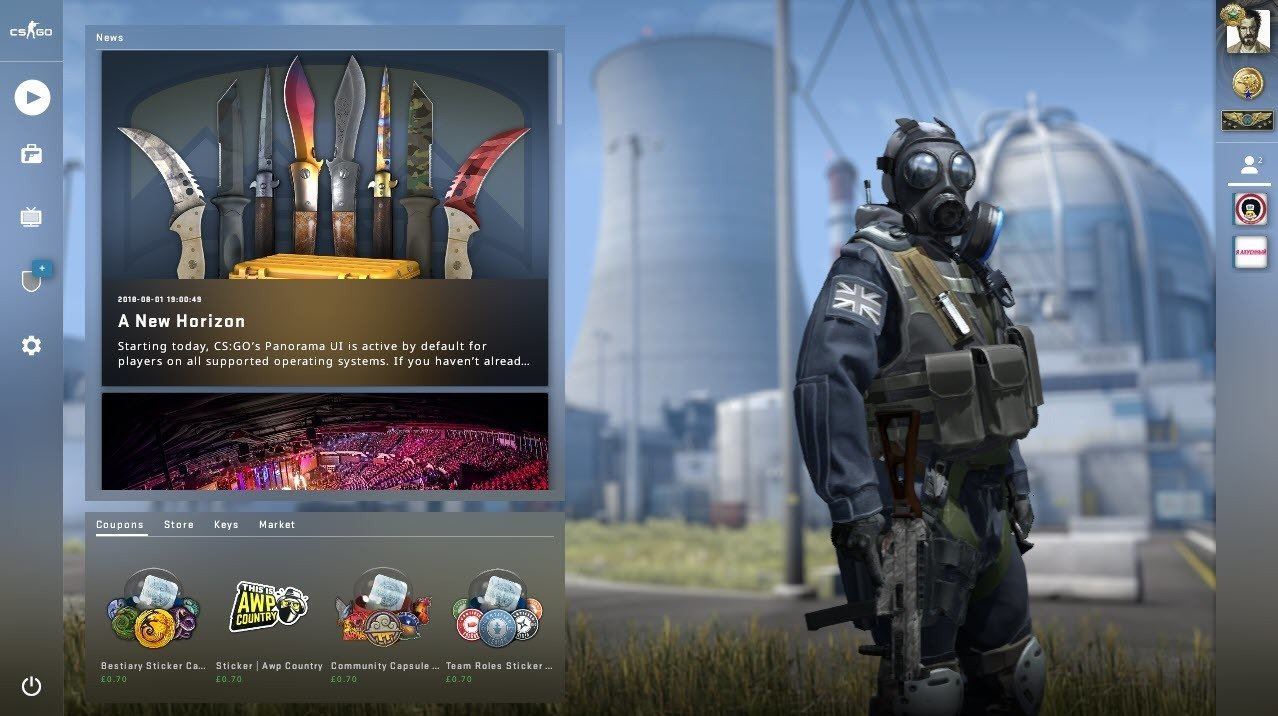 CS GO
News
2018-08-01 19:00:49
A New Horizon
Starting today, CS:GO's Panorama UI is active by default for
players on all supported operating systems. If you haven't alread...
Coupons Store Keys Market
THIS IS
AWP
COUNTRY
Bestiary Sticker Ca... Sticker | Awp Country Community Capsule ... Team Roles Sticker ...
£0.70 £0.70 £0.70 £0.70
2